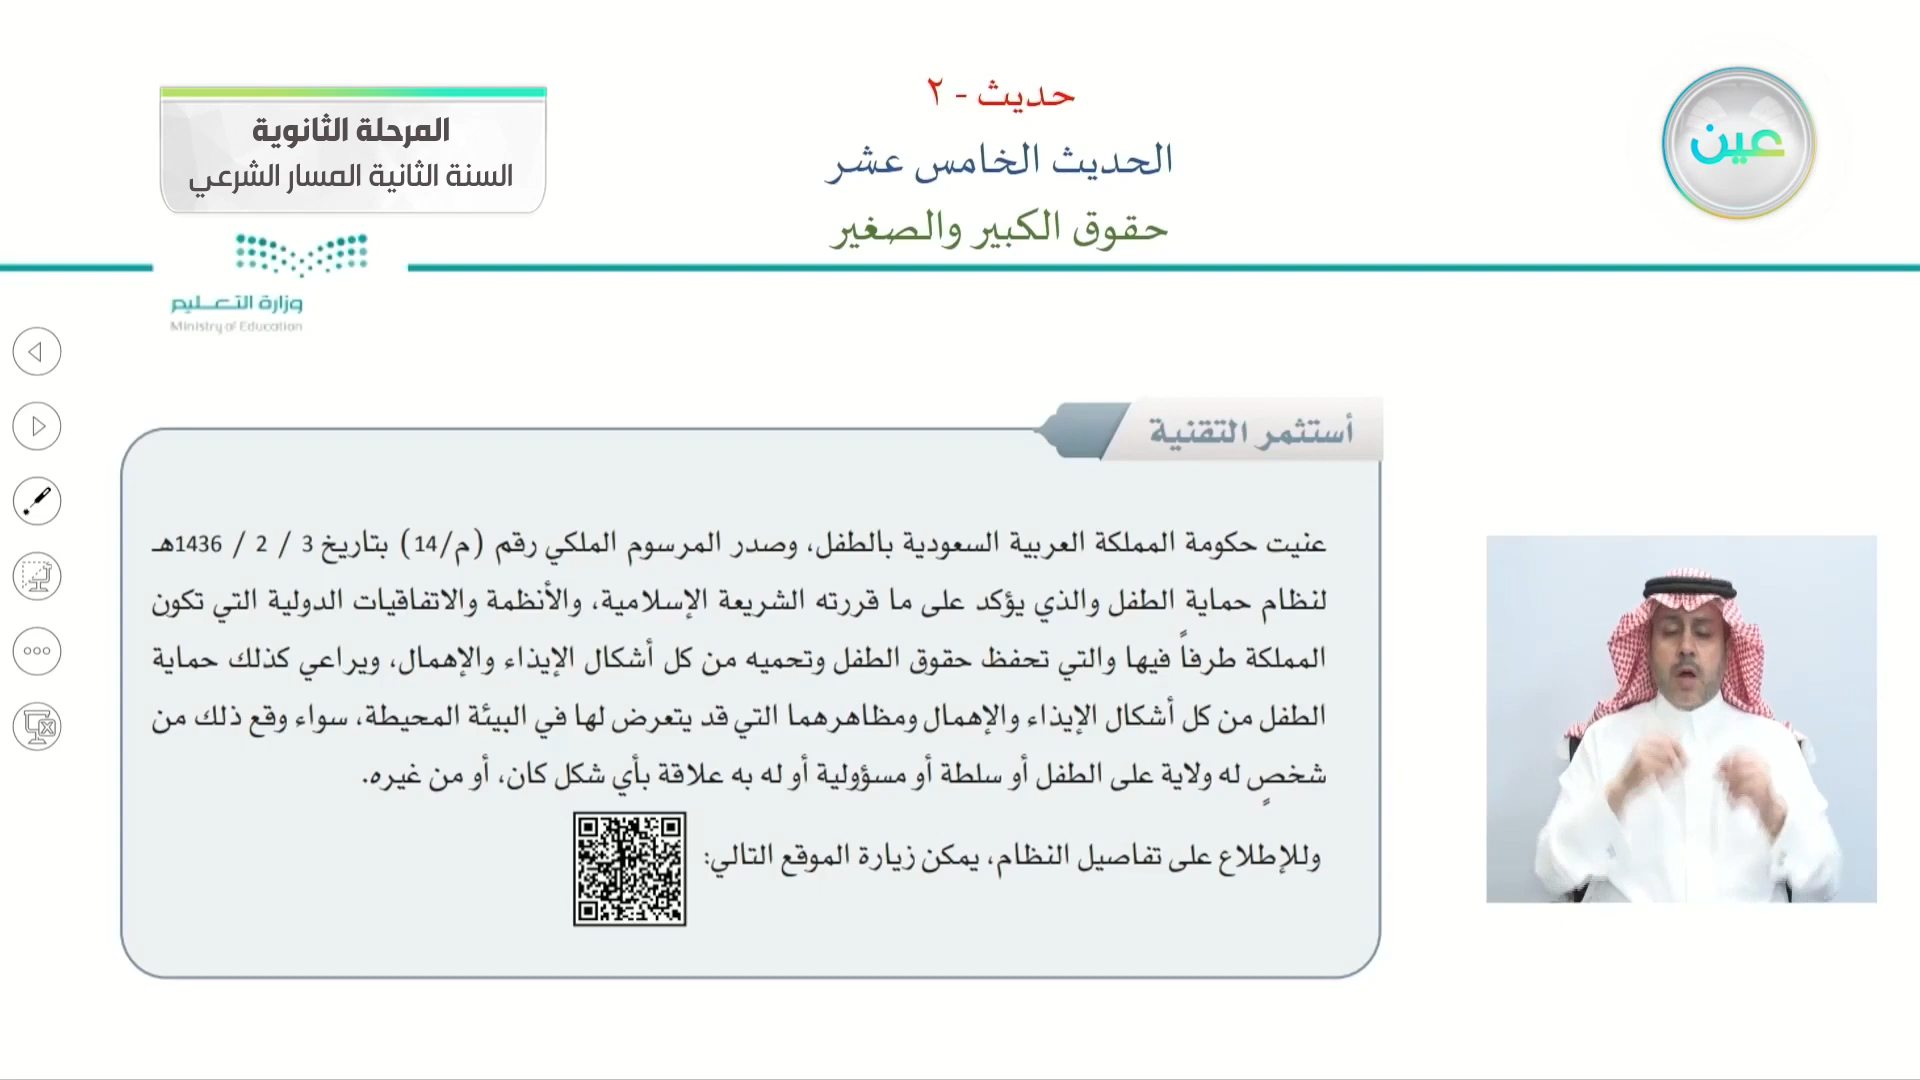 حديث - ٢
الحديث الخامس عشر
حقوق الكبير والصغير
عين
المرحلة الثانوية
السنة الثانية المسار الشرعي
وزارة التعليم
Ministry of Education
أستثمر التقنية
عنيت حكومة المملكة العربية السعودية بالطفل، وصدر المرسوم الملكي رقم (م/14) بتاريخ 3 / 2 / 1436هـ
لنظام حماية الطفل والذي يؤكد على ما قررته الشريعة الإسلامية، والأنظمة والاتفاقيات الدولية التي تكون
المملكة طرفاً فيها والتي تحفظ حقوق الطفل وتحميه من كل أشكال الإيذاء والإهمال، ويراعي كذلك حماية
الطفل من كل أشكال الإيذاء والإهمال ومظاهرهما التي قد يتعرض لها في البيئة المحيطة، سواء وقع ذلك من
شخصٍ له ولاية على الطفل أو سلطة أو مسؤولية أو له به علاقة بأي شكل كان، أو من غيره.
وللإطلاع على تفاصيل النظام، يمكن زيارة الموقع التالي: